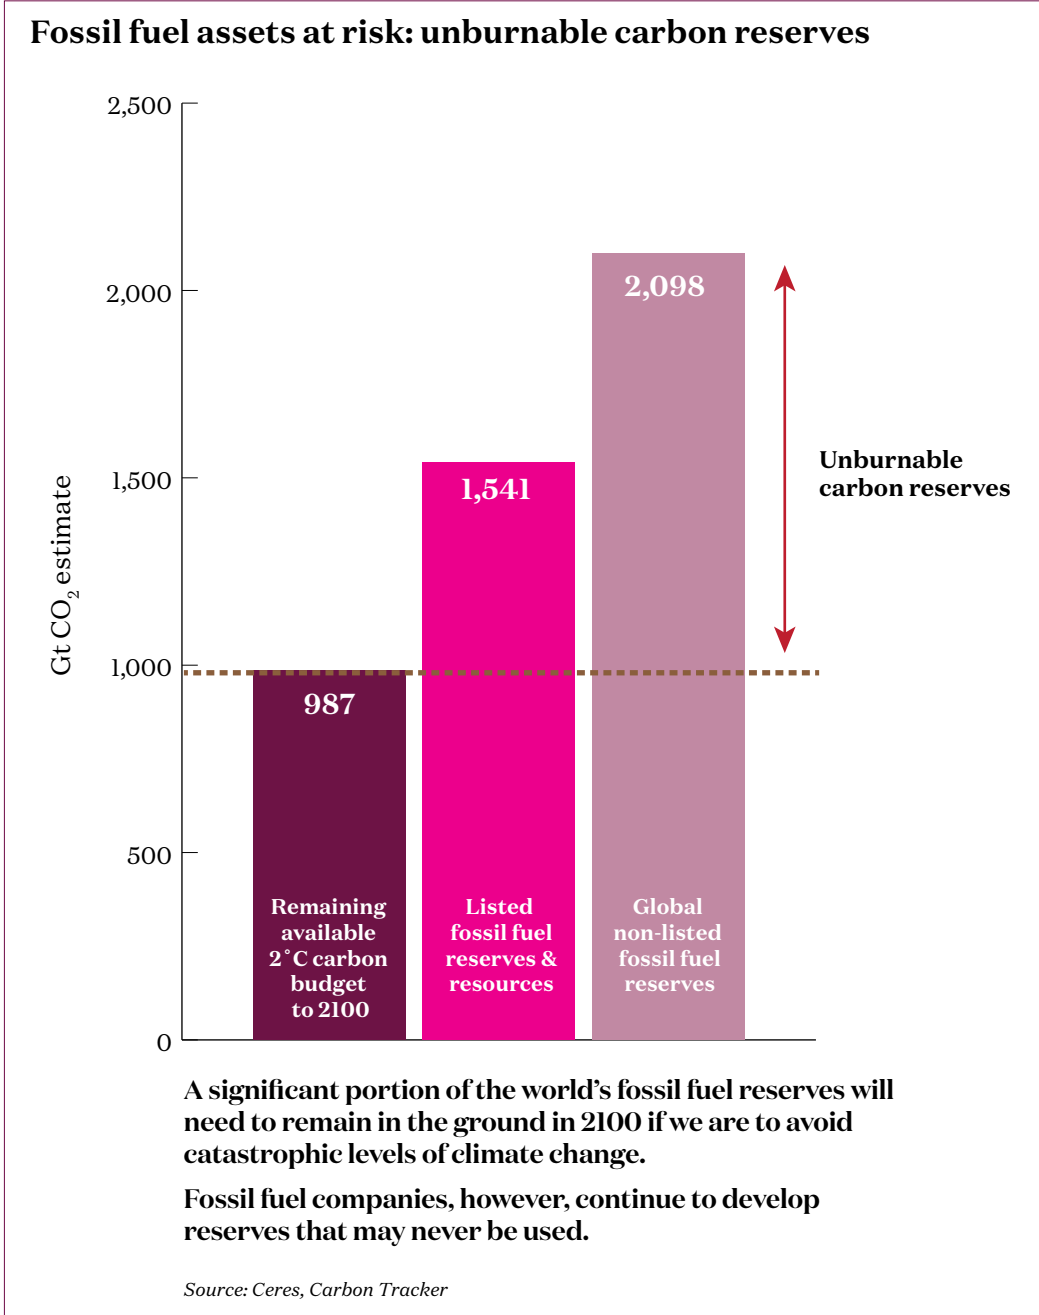 Fossil fuel assets at risk: unburnable carbon reserves
2,500
2,000
1,500
1,000
500
0
Gt CO₂ estimate
987
Remaining
available
2˚C carbon
budget
to 2100
1,541
Listed
fossil fuel
reserves &
resources
2,098
Global
non-listed
fossil fuel
reserves
Unburnable
carbon reserves
A significant portion of the world’s fossil fuel reserves will
need to remain in the ground in 2100 if we are to avoid
catastrophic levels of climate change.
Fossil fuel companies, however, continue to develop
reserves that may never be used.
Source: Ceres, Carbon Tracker